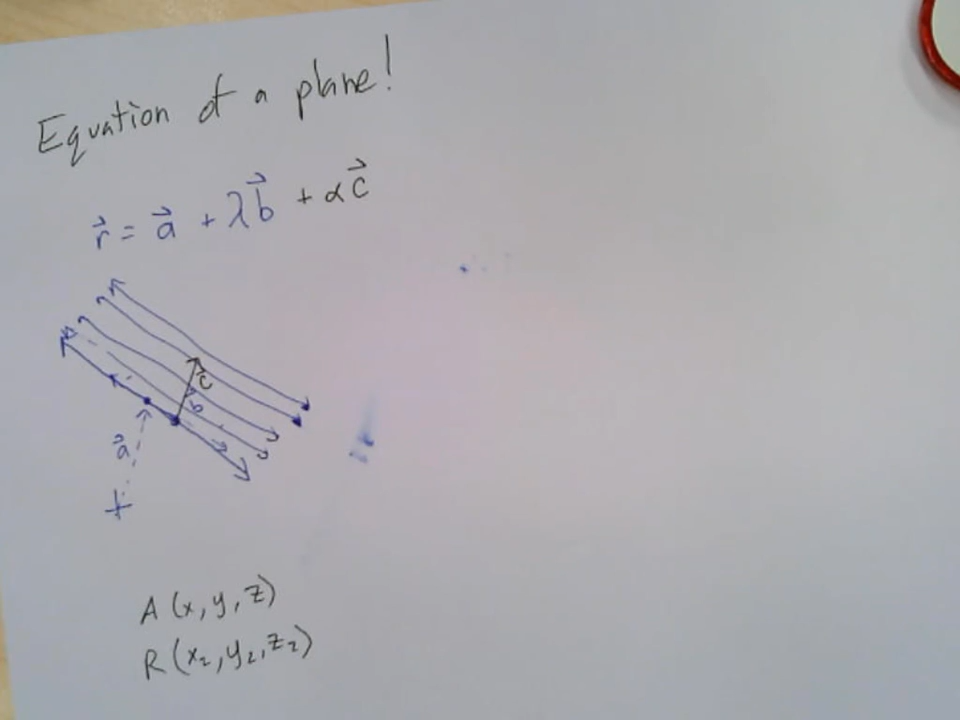 Equation of a plane!
r⃗ = a⃗ + λb⃗ + αc⃗
c⃗
b
a⃗
A (x, y, z)
R (x₂, y₂, z₂)